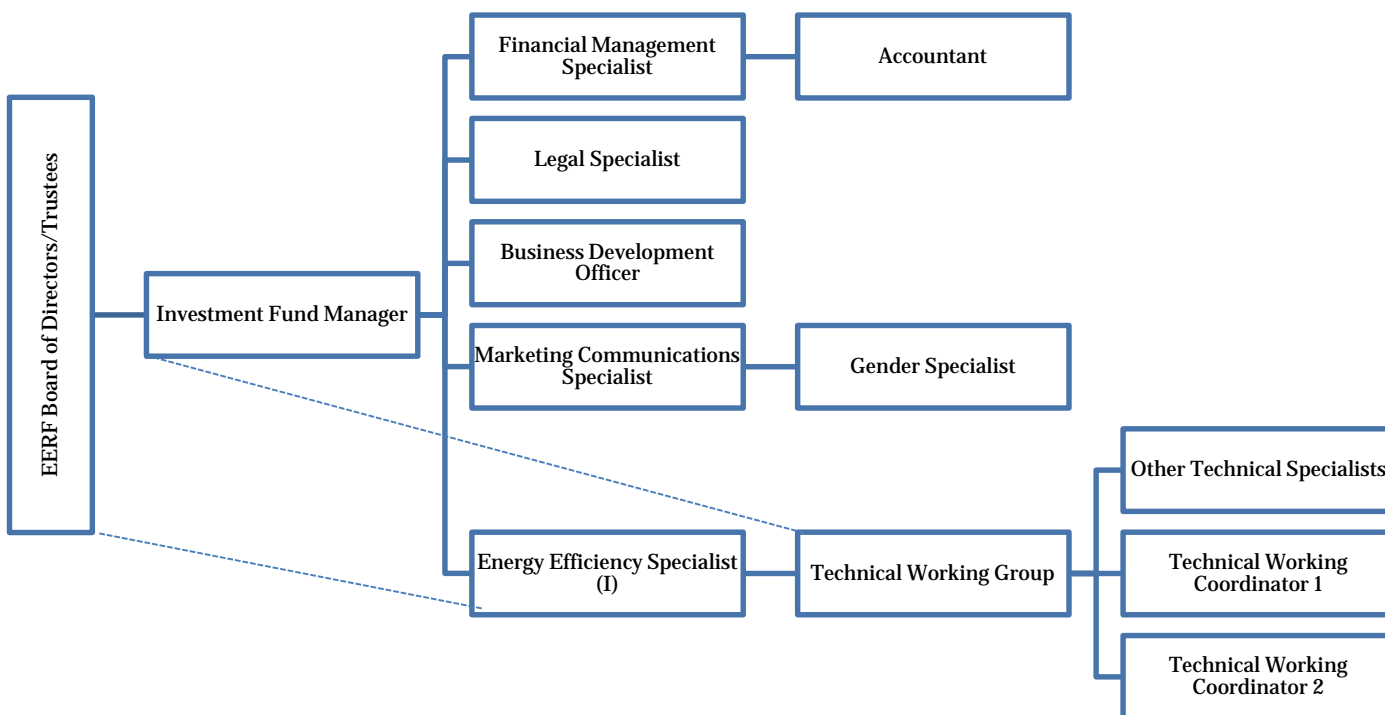 EERF Board of Directors/Trustees
Investment Fund Manager
Financial Management
Specialist
Accountant
Legal Specialist
Business Development
Officer
Marketing Communications
Specialist
Gender Specialist
Energy Efficiency Specialist
(I)
Technical Working Group
Other Technical Specialists
Technical Working
Coordinator 1
Technical Working
Coordinator 2